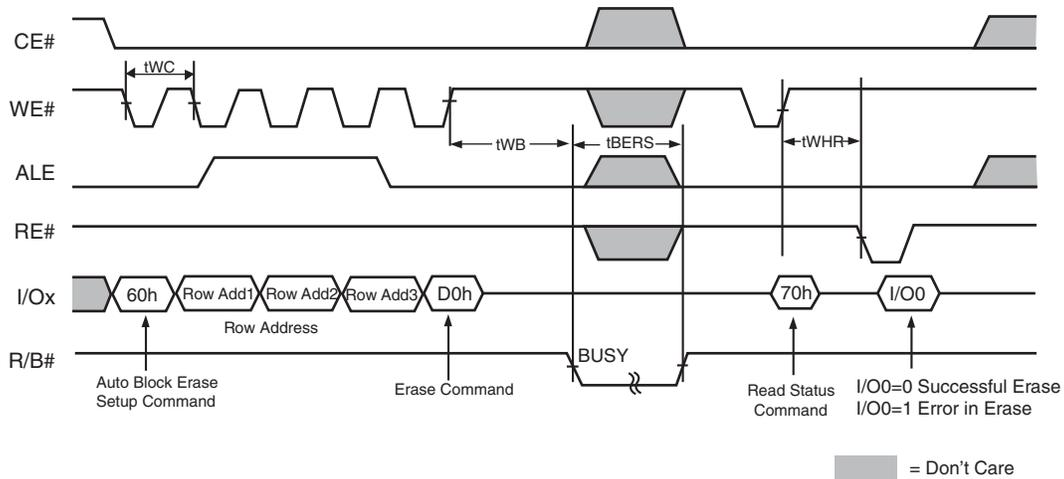 CE#
tWC
WE#
tWB
tBERS
tWHR
ALE
RE#
I/Ox
60h
Row Add1
Row Add2
Row Add3
D0h
70h
I/O0
Row Address
R/B#
BUSY
Auto Block Erase
Setup Command
Erase Command
Read Status
Command
I/O0=0 Successful Erase
I/O0=1 Error in Erase
= Don't Care